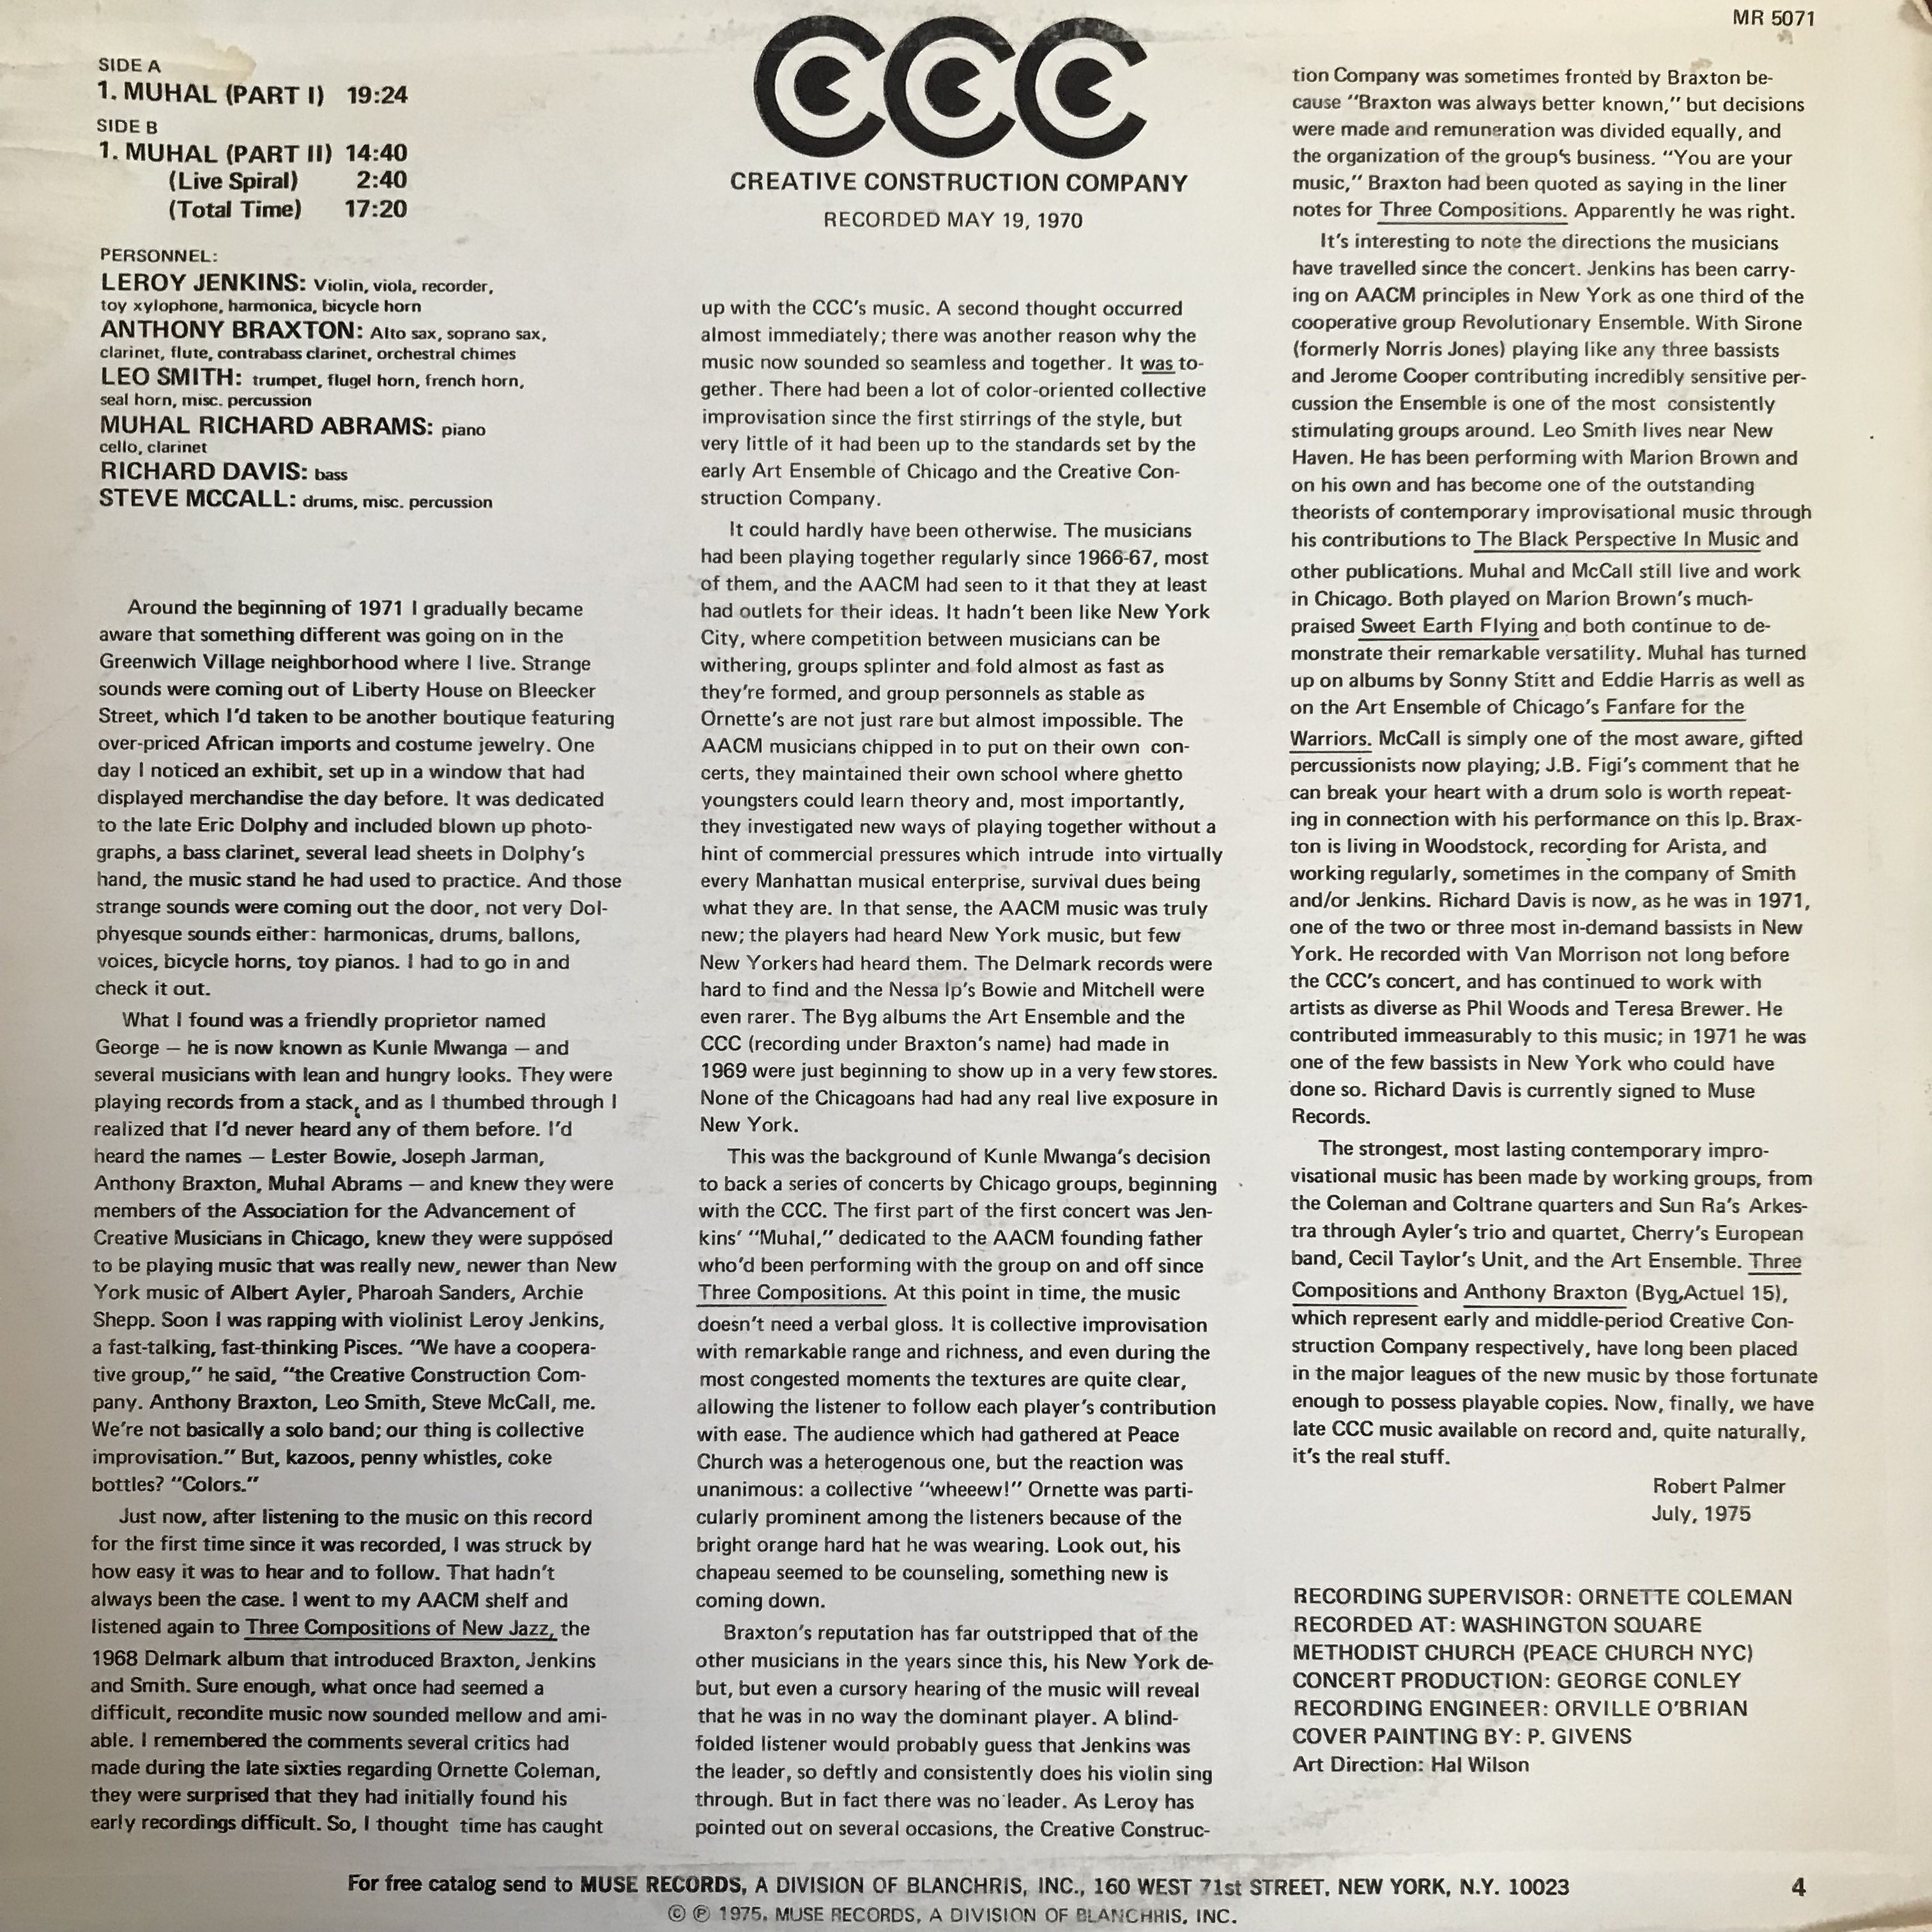 MR 5071
CCC
CREATIVE CONSTRUCTION COMPANY
RECORDED MAY 19, 1970
SIDE A
1. MUHAL (PART I) 19:24
SIDE B
1. MUHAL (PART II) 14:40
(Live Spiral) 2:40
(Total Time) 17:20
PERSONNEL:
LEROY JENKINS: Violin, viola, recorder,
toy xylophone, harmonica, bicycle horn
ANTHONY BRAXTON: Alto sax, soprano sax,
clarinet, flute, contrabass clarinet, orchestral chimes
LEO SMITH: trumpet, flugel horn, french horn,
seal horn, misc. percussion
MUHAL RICHARD ABRAMS: piano
cello, clarinet
RICHARD DAVIS: bass
STEVE MCCALL: drums, misc. percussion
Around the beginning of 1971 I gradually became
aware that something different was going on in the
Greenwich Village neighborhood where I live. Strange
sounds were coming out of Liberty House on Bleecker
Street, which I'd taken to be another boutique featuring
over-priced African imports and costume jewelry. One
day I noticed an exhibit, set up in a window that had
displayed merchandise the day before. It was dedicated
to the late Eric Dolphy and included blown up photo-
graphs, a bass clarinet, several lead sheets in Dolphy's
hand, the music stand he had used to practice. And those
strange sounds were coming out the door, not very Dol-
phyesque sounds either: harmonicas, drums, ballons,
voices, bicycle horns, toy pianos. I had to go in and
check it out.
What I found was a friendly proprietor named
George — he is now known as Kunle Mwanga — and
several musicians with lean and hungry looks. They were
playing records from a stack, and as I thumbed through I
realized that I'd never heard any of them before. I'd
heard the names — Lester Bowie, Joseph Jarman,
Anthony Braxton, Muhal Abrams — and knew they were
members of the Association for the Advancement of
Creative Musicians in Chicago, knew they were supposed
to be playing music that was really new, newer than New
York music of Albert Ayler, Pharoah Sanders, Archie
Shepp. Soon I was rapping with violinist Leroy Jenkins,
a fast-talking, fast-thinking Pisces. "We have a coopera-
tive group," he said, "the Creative Construction Com-
pany. Anthony Braxton, Leo Smith, Steve McCall, me.
We're not basically a solo band; our thing is collective
improvisation." But, kazoos, penny whistles, coke
bottles? "Colors."
Just now, after listening to the music on this record
for the first time since it was recorded, I was struck by
how easy it was to hear and to follow. That hadn't
always been the case. I went to my AACM shelf and
listened again to Three Compositions of New Jazz, the
1968 Delmark album that introduced Braxton, Jenkins
and Smith. Sure enough, what once had seemed a
difficult, recondite music now sounded mellow and ami-
able. I remembered the comments several critics had
made during the late sixties regarding Ornette Coleman,
they were surprised that they had initially found his
early recordings difficult. So, I thought time has caught
up with the CCC's music. A second thought occurred
almost immediately; there was another reason why the
music now sounded so seamless and together. It was to-
gether. There had been a lot of color-oriented collective
improvisation since the first stirrings of the style, but
very little of it had been up to the standards set by the
early Art Ensemble of Chicago and the Creative Con-
struction Company.
It could hardly have been otherwise. The musicians
had been playing together regularly since 1966-67, most
of them, and the AACM had seen to it that they at least
had outlets for their ideas. It hadn't been like New York
City, where competition between musicians can be
withering, groups splinter and fold almost as fast as
they're formed, and group personnels as stable as
Ornette's are not just rare but almost impossible. The
AACM musicians chipped in to put on their own con-
certs, they maintained their own school where ghetto
youngsters could learn theory and, most importantly,
they investigated new ways of playing together without a
hint of commercial pressures which intrude into virtually
every Manhattan musical enterprise, survival dues being
what they are. In that sense, the AACM music was truly
new; the players had heard New York music, but few
New Yorkers had heard them. The Delmark records were
hard to find and the Nessa lp's Bowie and Mitchell were
even rarer. The Byg albums the Art Ensemble and the
CCC (recording under Braxton's name) had made in
1969 were just beginning to show up in a very few stores.
None of the Chicagoans had had any real live exposure in
New York.
This was the background of Kunle Mwanga's decision
to back a series of concerts by Chicago groups, beginning
with the CCC. The first part of the first concert was Jen-
kins' "Muhal," dedicated to the AACM founding father
who'd been performing with the group on and off since
Three Compositions. At this point in time, the music
doesn't need a verbal gloss. It is collective improvisation
with remarkable range and richness, and even during the
most congested moments the textures are quite clear,
allowing the listener to follow each player's contribution
with ease. The audience which had gathered at Peace
Church was a heterogenous one, but the reaction was
unanimous: a collective "wheeew!" Ornette was parti-
cularly prominent among the listeners because of the
bright orange hard hat he was wearing. Look out, his
chapeau seemed to be counseling, something new is
coming down.
Braxton's reputation has far outstripped that of the
other musicians in the years since this, his New York de-
but, but even a cursory hearing of the music will reveal
that he was in no way the dominant player. A blind-
folded listener would probably guess that Jenkins was
the leader, so deftly and consistently does his violin sing
through. But in fact there was no leader. As Leroy has
pointed out on several occasions, the Creative Construc-
tion Company was sometimes fronted by Braxton be-
cause "Braxton was always better known," but decisions
were made and remuneration was divided equally, and
the organization of the group's business. "You are your
music," Braxton had been quoted as saying in the liner
notes for Three Compositions. Apparently he was right.
It's interesting to note the directions the musicians
have travelled since the concert. Jenkins has been carry-
ing on AACM principles in New York as one third of the
cooperative group Revolutionary Ensemble. With Sirone
(formerly Norris Jones) playing like any three bassists
and Jerome Cooper contributing incredibly sensitive per-
cussion the Ensemble is one of the most consistently
stimulating groups around. Leo Smith lives near New
Haven. He has been performing with Marion Brown and
on his own and has become one of the outstanding
theorists of contemporary improvisational music through
his contributions to The Black Perspective In Music and
other publications. Muhal and McCall still live and work
in Chicago. Both played on Marion Brown's much-
praised Sweet Earth Flying and both continue to de-
monstrate their remarkable versatility. Muhal has turned
up on albums by Sonny Stitt and Eddie Harris as well as
on the Art Ensemble of Chicago's Fanfare for the
Warriors. McCall is simply one of the most aware, gifted
percussionists now playing; J.B. Figi's comment that he
can break your heart with a drum solo is worth repeat-
ing in connection with his performance on this lp. Brax-
ton is living in Woodstock, recording for Arista, and
working regularly, sometimes in the company of Smith
and/or Jenkins. Richard Davis is now, as he was in 1971,
one of the two or three most in-demand bassists in New
York. He recorded with Van Morrison not long before
the CCC's concert, and has continued to work with
artists as diverse as Phil Woods and Teresa Brewer. He
contributed immeasurably to this music; in 1971 he was
one of the few bassists in New York who could have
done so. Richard Davis is currently signed to Muse
Records.
The strongest, most lasting contemporary impro-
visational music has been made by working groups, from
the Coleman and Coltrane quarters and Sun Ra's Arkes-
tra through Ayler's trio and quartet, Cherry's European
band, Cecil Taylor's Unit, and the Art Ensemble. Three
Compositions and Anthony Braxton (Byg,Actuel 15),
which represent early and middle-period Creative Con-
struction Company respectively, have long been placed
in the major leagues of the new music by those fortunate
enough to possess playable copies. Now, finally, we have
late CCC music available on record and, quite naturally,
it's the real stuff.
Robert Palmer
July, 1975
RECORDING SUPERVISOR: ORNETTE COLEMAN
RECORDED AT: WASHINGTON SQUARE
METHODIST CHURCH (PEACE CHURCH NYC)
CONCERT PRODUCTION: GEORGE CONLEY
RECORDING ENGINEER: ORVILLE O'BRIAN
COVER PAINTING BY: P. GIVENS
Art Direction: Hal Wilson
For free catalog send to MUSE RECORDS, A DIVISION OF BLANCHRIS, INC., 160 WEST 71st STREET, NEW YORK, N.Y. 10023
4
© ℗ 1975, MUSE RECORDS, A DIVISION OF BLANCHRIS, INC.